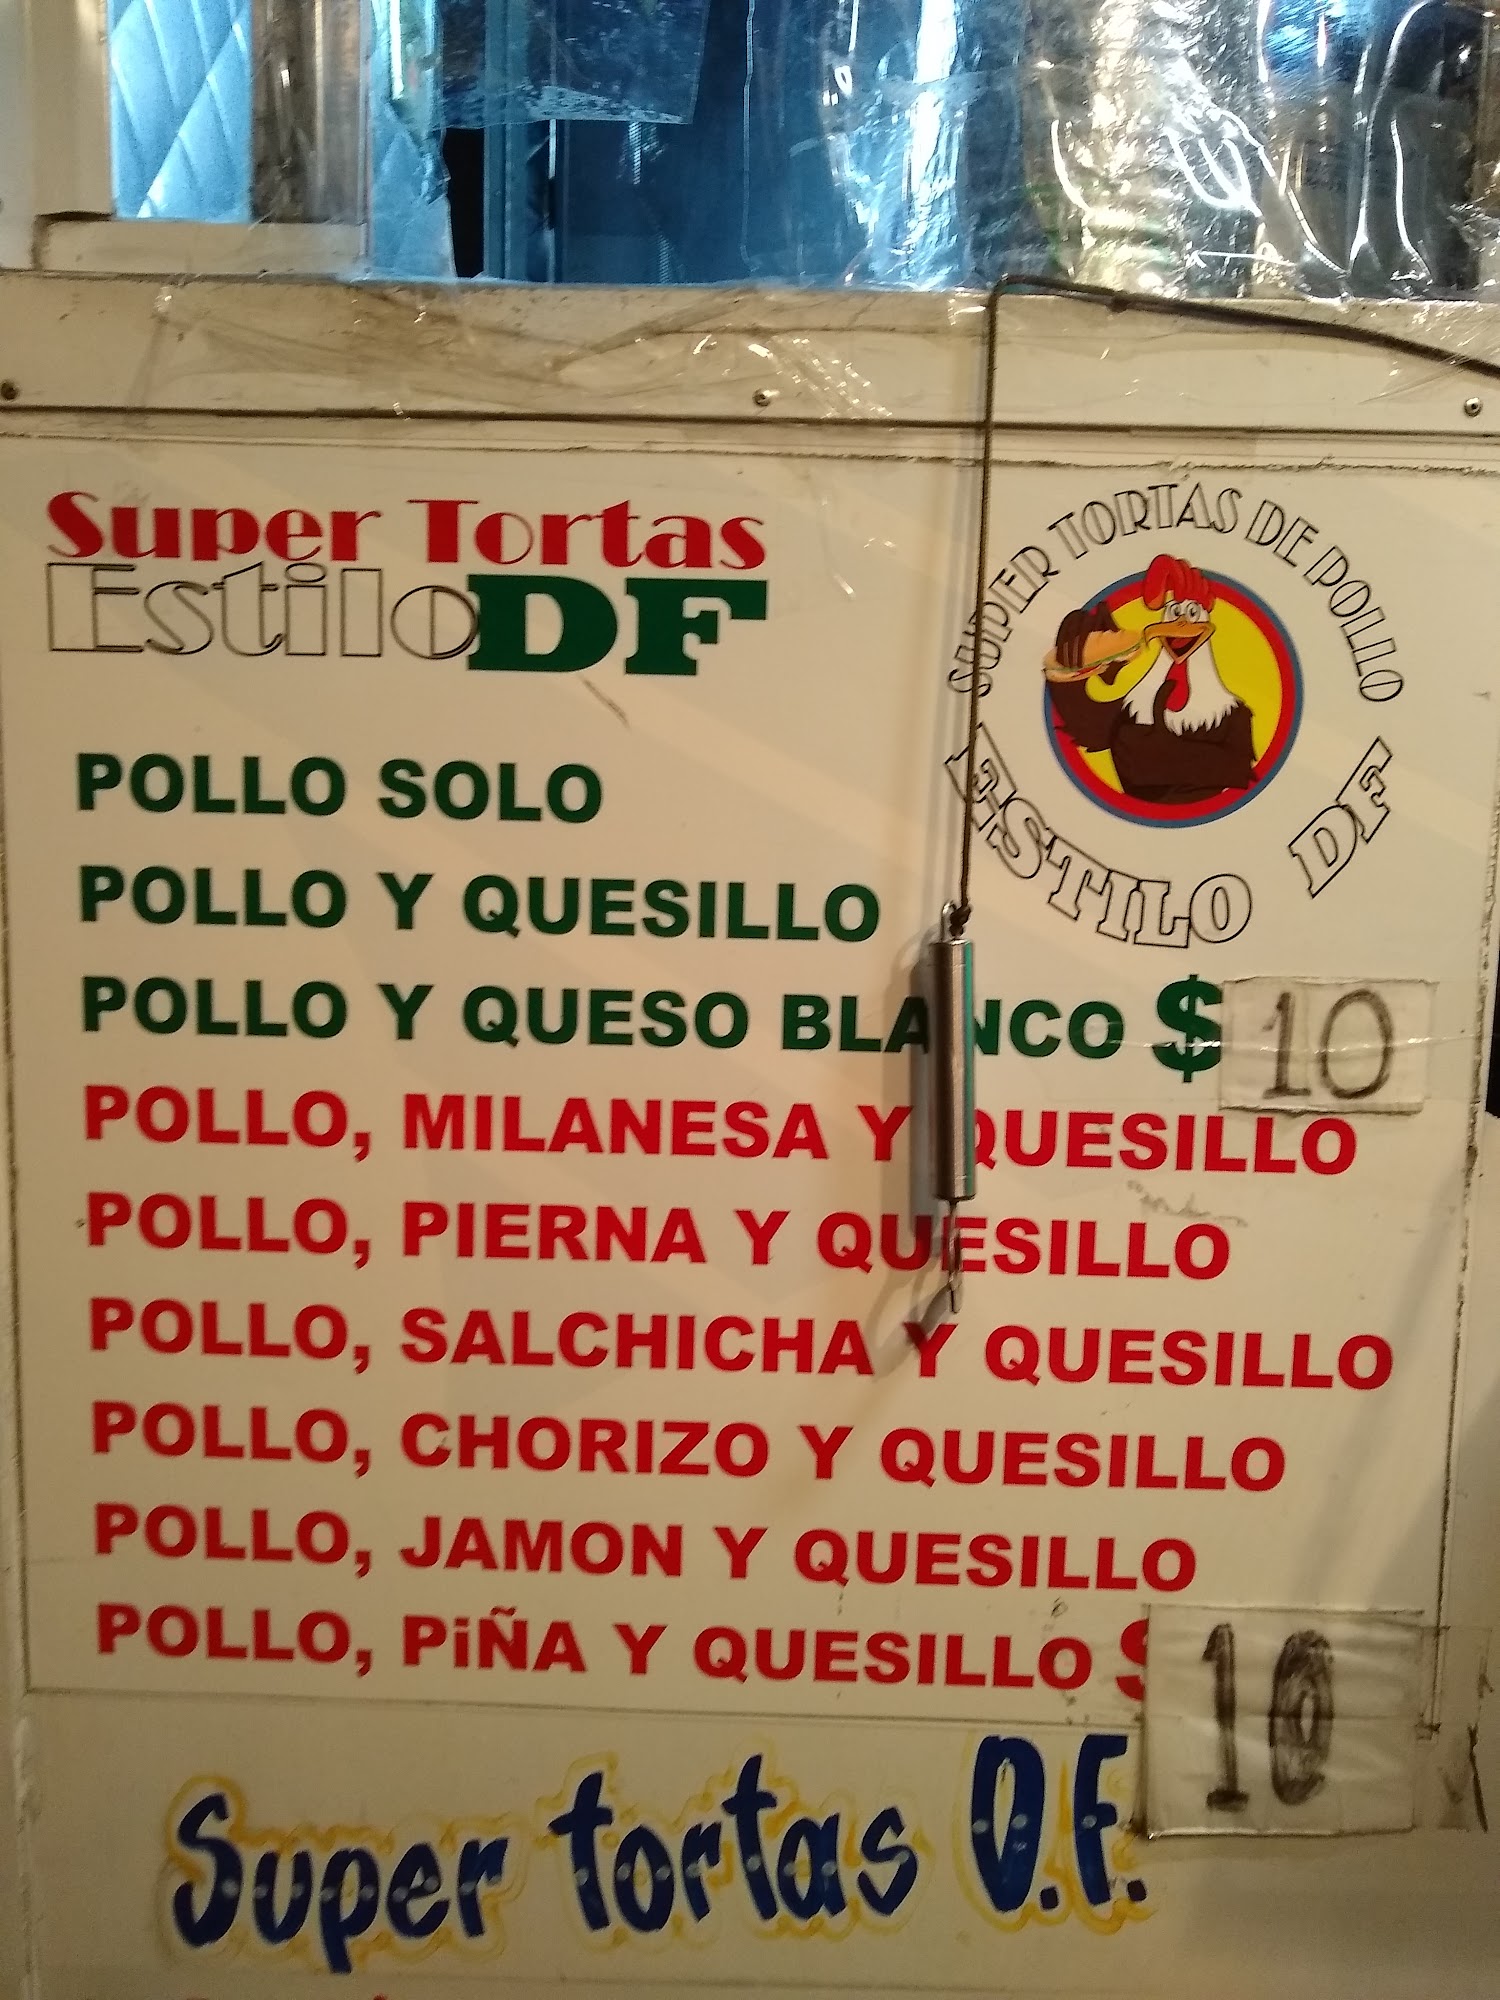 Super Tortas
Estilo DF
SUPER TORTAS DE POLLO
ESTILO DF
POLLO SOLO
POLLO Y QUESILLO
POLLO Y QUESO BLANCO $10
POLLO, MILANESA Y QUESILLO
POLLO, PIERNA Y QUESILLO
POLLO, SALCHICHA Y QUESILLO
POLLO, CHORIZO Y QUESILLO
POLLO, JAMON Y QUESILLO
POLLO, PiÑA Y QUESILLO $10
Super tortas D.F.